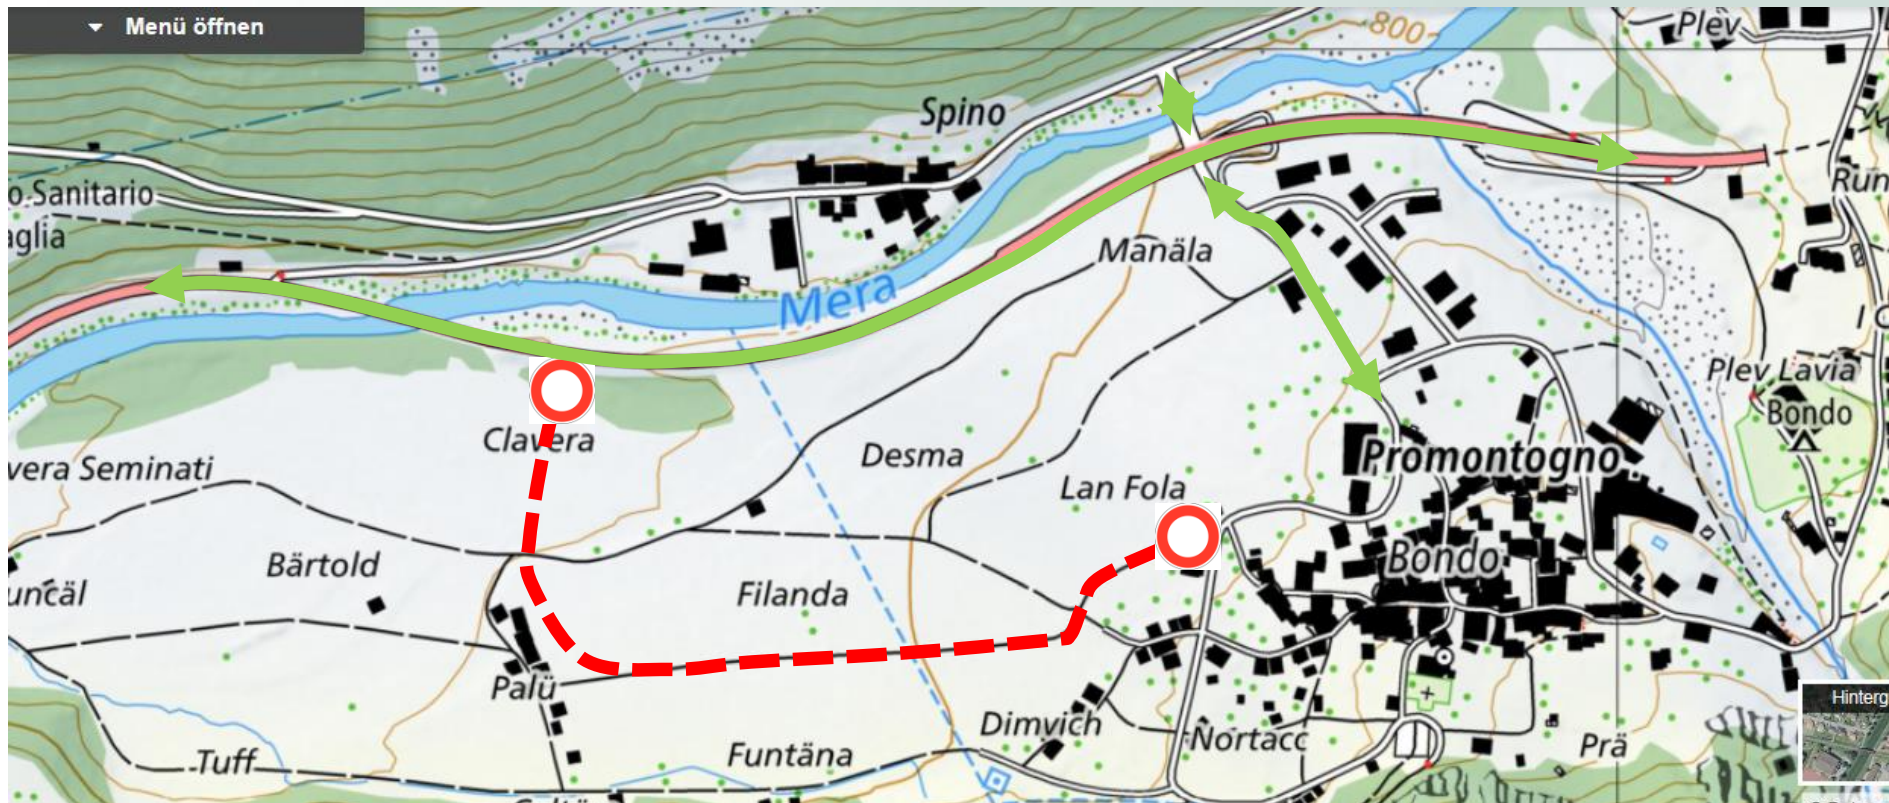 Menü öffnen
800
Plev
Spino
o Sanitario
aglia
Run
Manäla
Mera
Plev Lavia
Bondo
Clavera
vera Seminati
Desma
Promontogno
Lan Fola
Bondo
Bärtold
uncäl
Filanda
Palü
Hinterg
Dimvich
Nortacc
Prä
Tuff
Funtäna